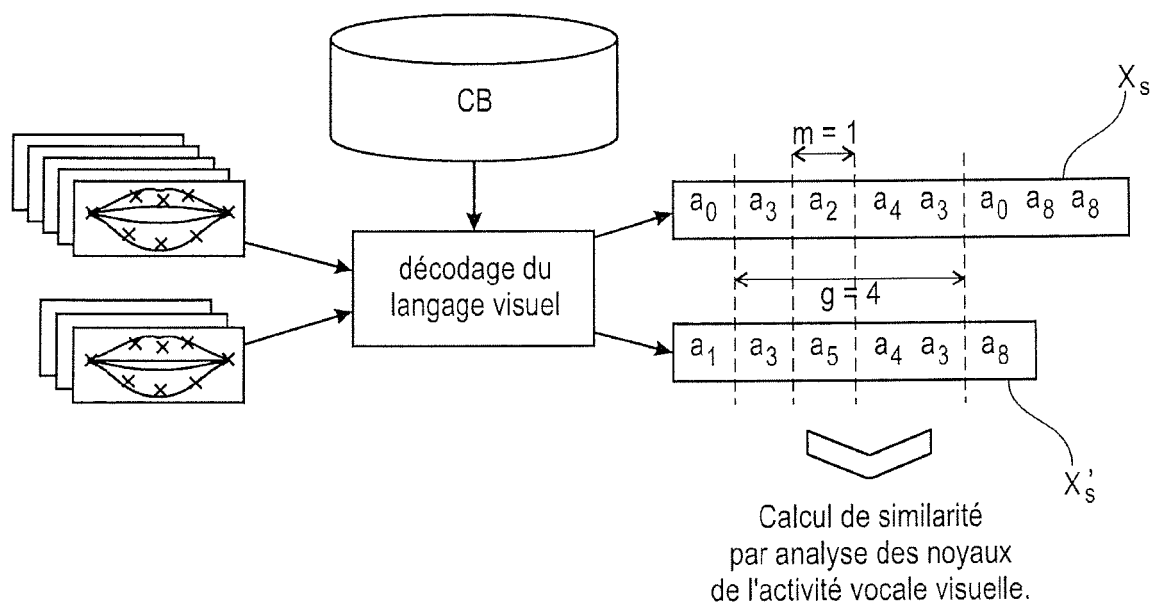 CB
X_s
m = 1
a_0 a_3 a_2 a_4 a_3 a_0 a_8 a_8
décodage du
langage visuel
g = 4
a_1 a_3 a_5 a_4 a_3 a_8
X_s'
Calcul de similarité
par analyse des noyaux
de l'activité vocale visuelle.